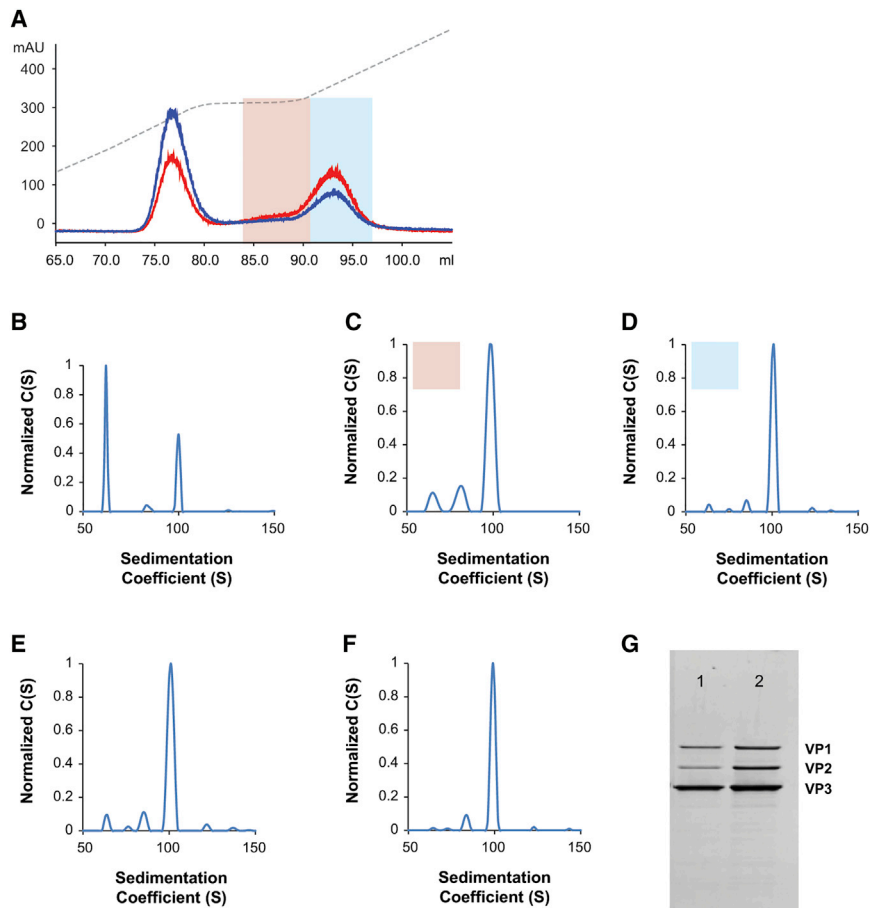 A
mAU
400
300
200
100
0
65.0 70.0 75.0 80.0 85.0 90.0 95.0 100.0 ml
B
Normalized C(S)
1
0.8
0.6
0.4
0.2
0
50 100 150
Sedimentation
Coefficient (S)
C
Normalized C(S)
1
0.8
0.6
0.4
0.2
0
50 100 150
Sedimentation
Coefficient (S)
D
Normalized C(S)
1
0.8
0.6
0.4
0.2
0
50 100 150
Sedimentation
Coefficient (S)
E
Normalized C(S)
1
0.8
0.6
0.4
0.2
0
50 100 150
Sedimentation
Coefficient (S)
F
Normalized C(S)
1
0.8
0.6
0.4
0.2
0
50 100 150
Sedimentation
Coefficient (S)
G
1 2
VP1
VP2
VP3